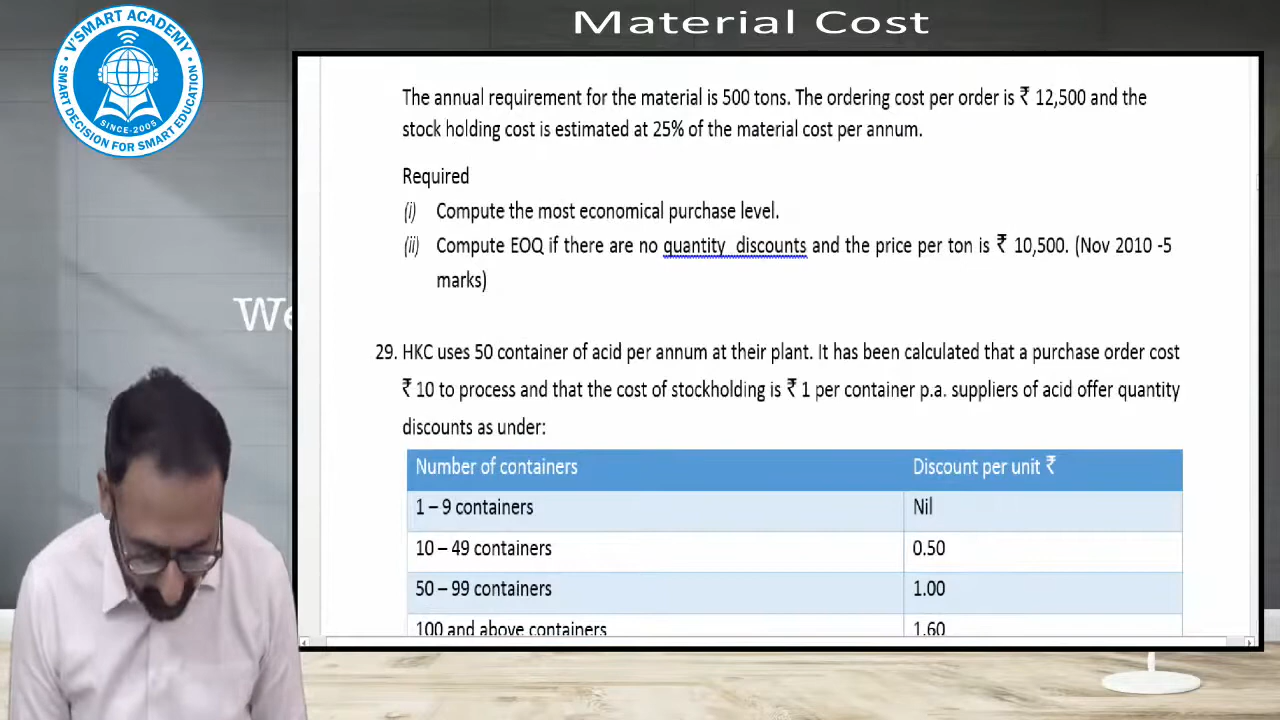 Material Cost
V'SMART ACADEMY
SMART DECISION FOR SMART EDUCATION
SINCE-2005
The annual requirement for the material is 500 tons. The ordering cost per order is ₹ 12,500 and the
stock holding cost is estimated at 25% of the material cost per annum.
Required
(i) Compute the most economical purchase level.
(ii) Compute EOQ if there are no quantity discounts and the price per ton is ₹ 10,500. (Nov 2010 -5
marks)
We
29. HKC uses 50 container of acid per annum at their plant. It has been calculated that a purchase order cost
₹ 10 to process and that the cost of stockholding is ₹ 1 per container p.a. suppliers of acid offer quantity
discounts as under:
Number of containers Discount per unit ₹
1 – 9 containers Nil
10 – 49 containers 0.50
50 – 99 containers 1.00
100 and above containers 1.60